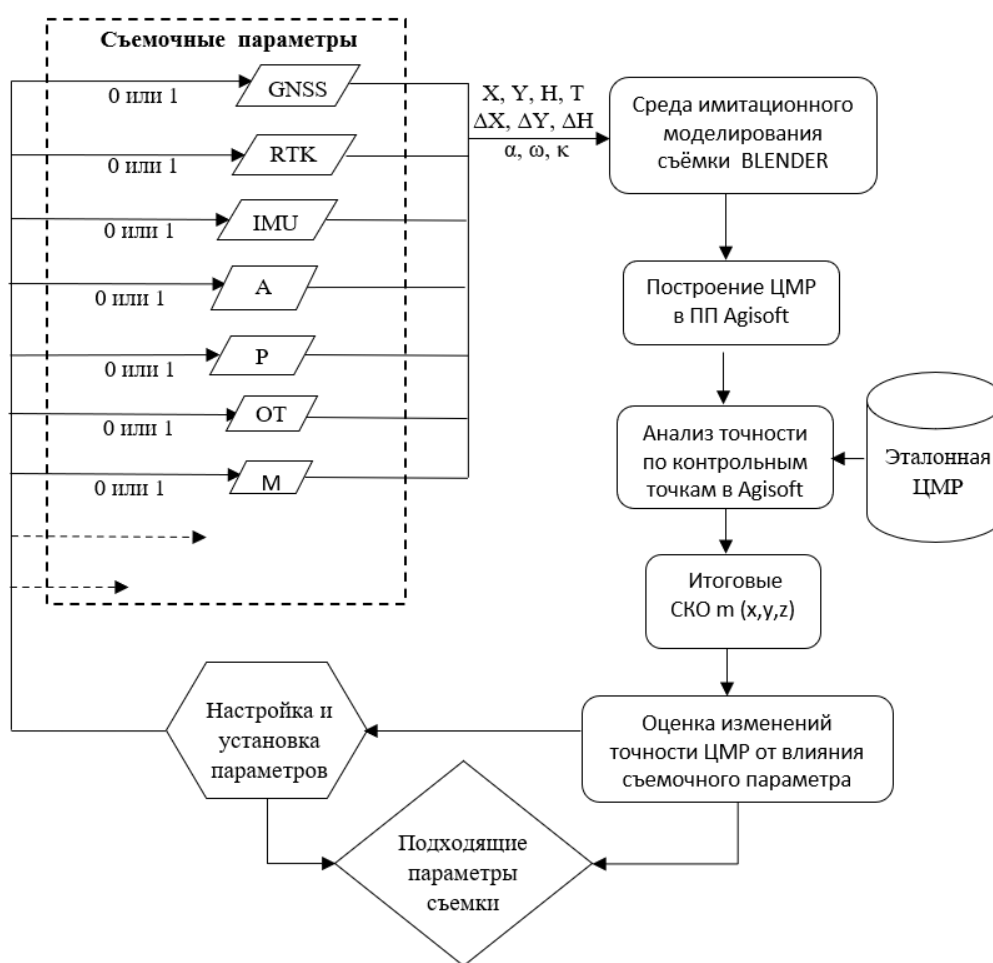 Съемочные параметры
GNSS
0 или 1
RTK
0 или 1
IMU
0 или 1
А
0 или 1
Р
0 или 1
ОТ
0 или 1
М
0 или 1
X, Y, H, T
ΔX, ΔY, ΔH
α, ω, κ
Среда имитационного
моделирования
съёмки BLENDER
Построение ЦМР
в ПП Agisoft
Анализ точности
по контрольным
точкам в Agisoft
Эталонная
ЦМР
Итоговые
СКО m (x,y,z)
Оценка изменений
точности ЦМР от влияния
съемочного параметра
Настройка и
установка
параметров
Подходящие
параметры
съемки